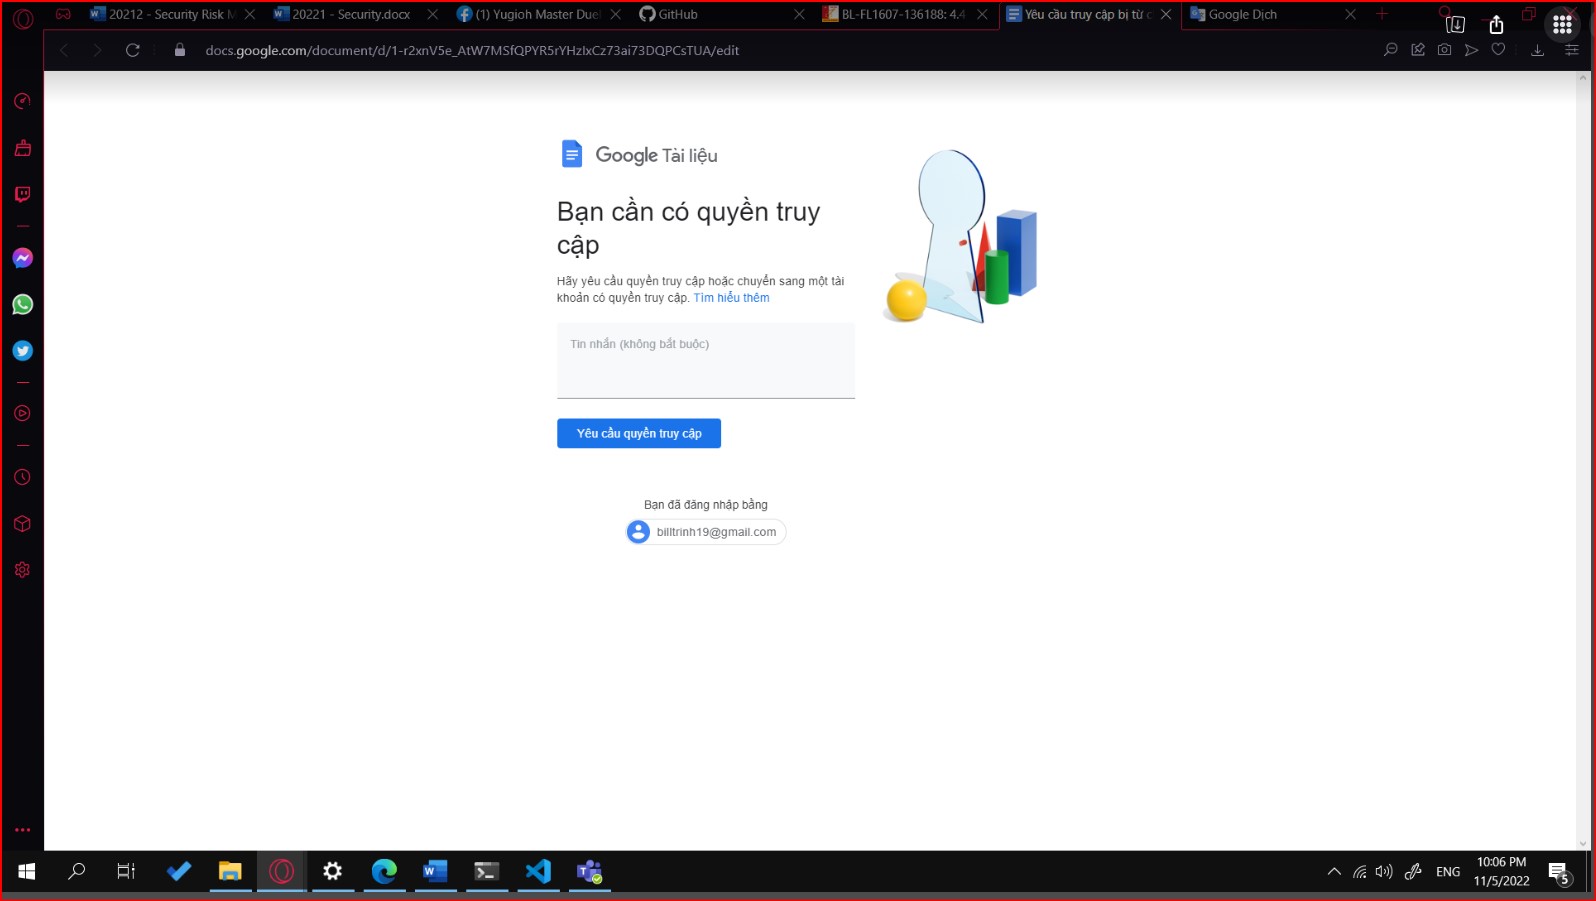 20212 - Security Risk M
20221 - Security.docx
(1) Yugioh Master Duel
GitHub
BL-FL1607-136188: 4.4
Yêu cầu truy cập bị từ c
Google Dịch
docs.google.com/document/d/1-r2xnV5e_AtW7MSfQPYR5rYHzIxCz73ai73DQPCsTUA/edit
Google Tài liệu
Bạn cần có quyền truy
cập
Hãy yêu cầu quyền truy cập hoặc chuyển sang một tài
khoản có quyền truy cập. Tìm hiểu thêm
Tin nhắn (không bắt buộc)
Yêu cầu quyền truy cập
Bạn đã đăng nhập bằng
billtrinh19@gmail.com
ENG
10:06 PM
11/5/2022
5